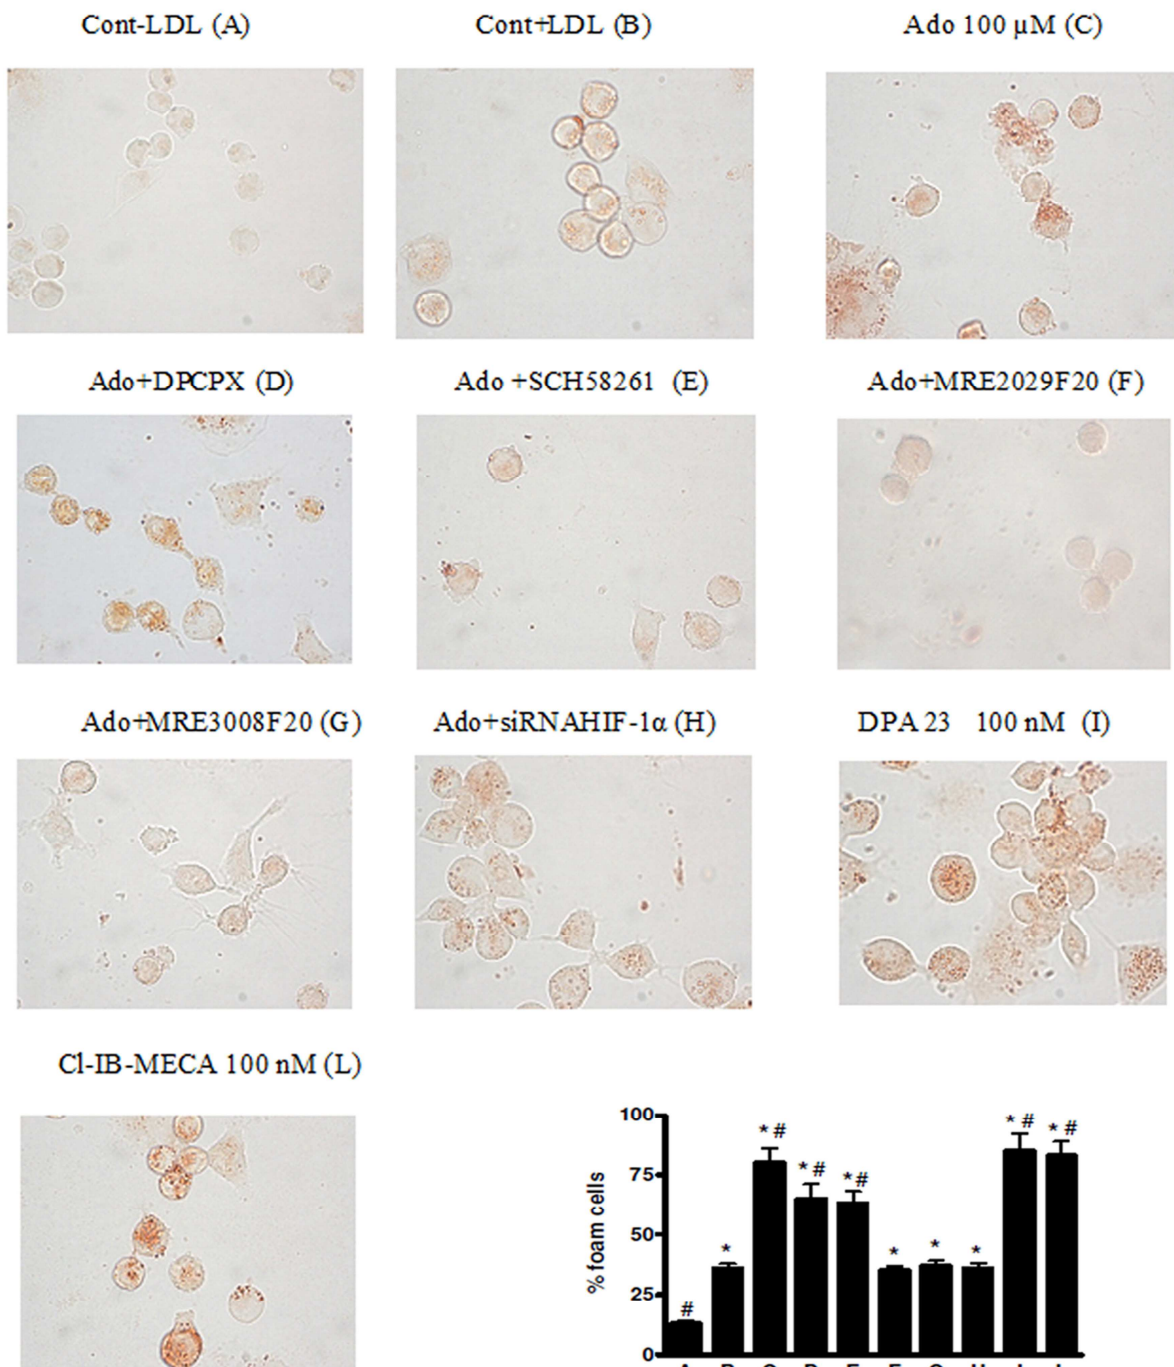 Cont-LDL (A)
Cont+LDL (B)
Ado 100 µM (C)
Ado+DPCPX (D)
Ado +SCH58261 (E)
Ado+MRE2029F20 (F)
Ado+MRE3008F20 (G)
Ado+siRNAHIF-1α (H)
DPA 23 100 nM (I)
Cl-IB-MECA 100 nM (L)
% foam cells
100
75
50
25
0
#
*
* #
* #
* #
*
*
*
* #
* #